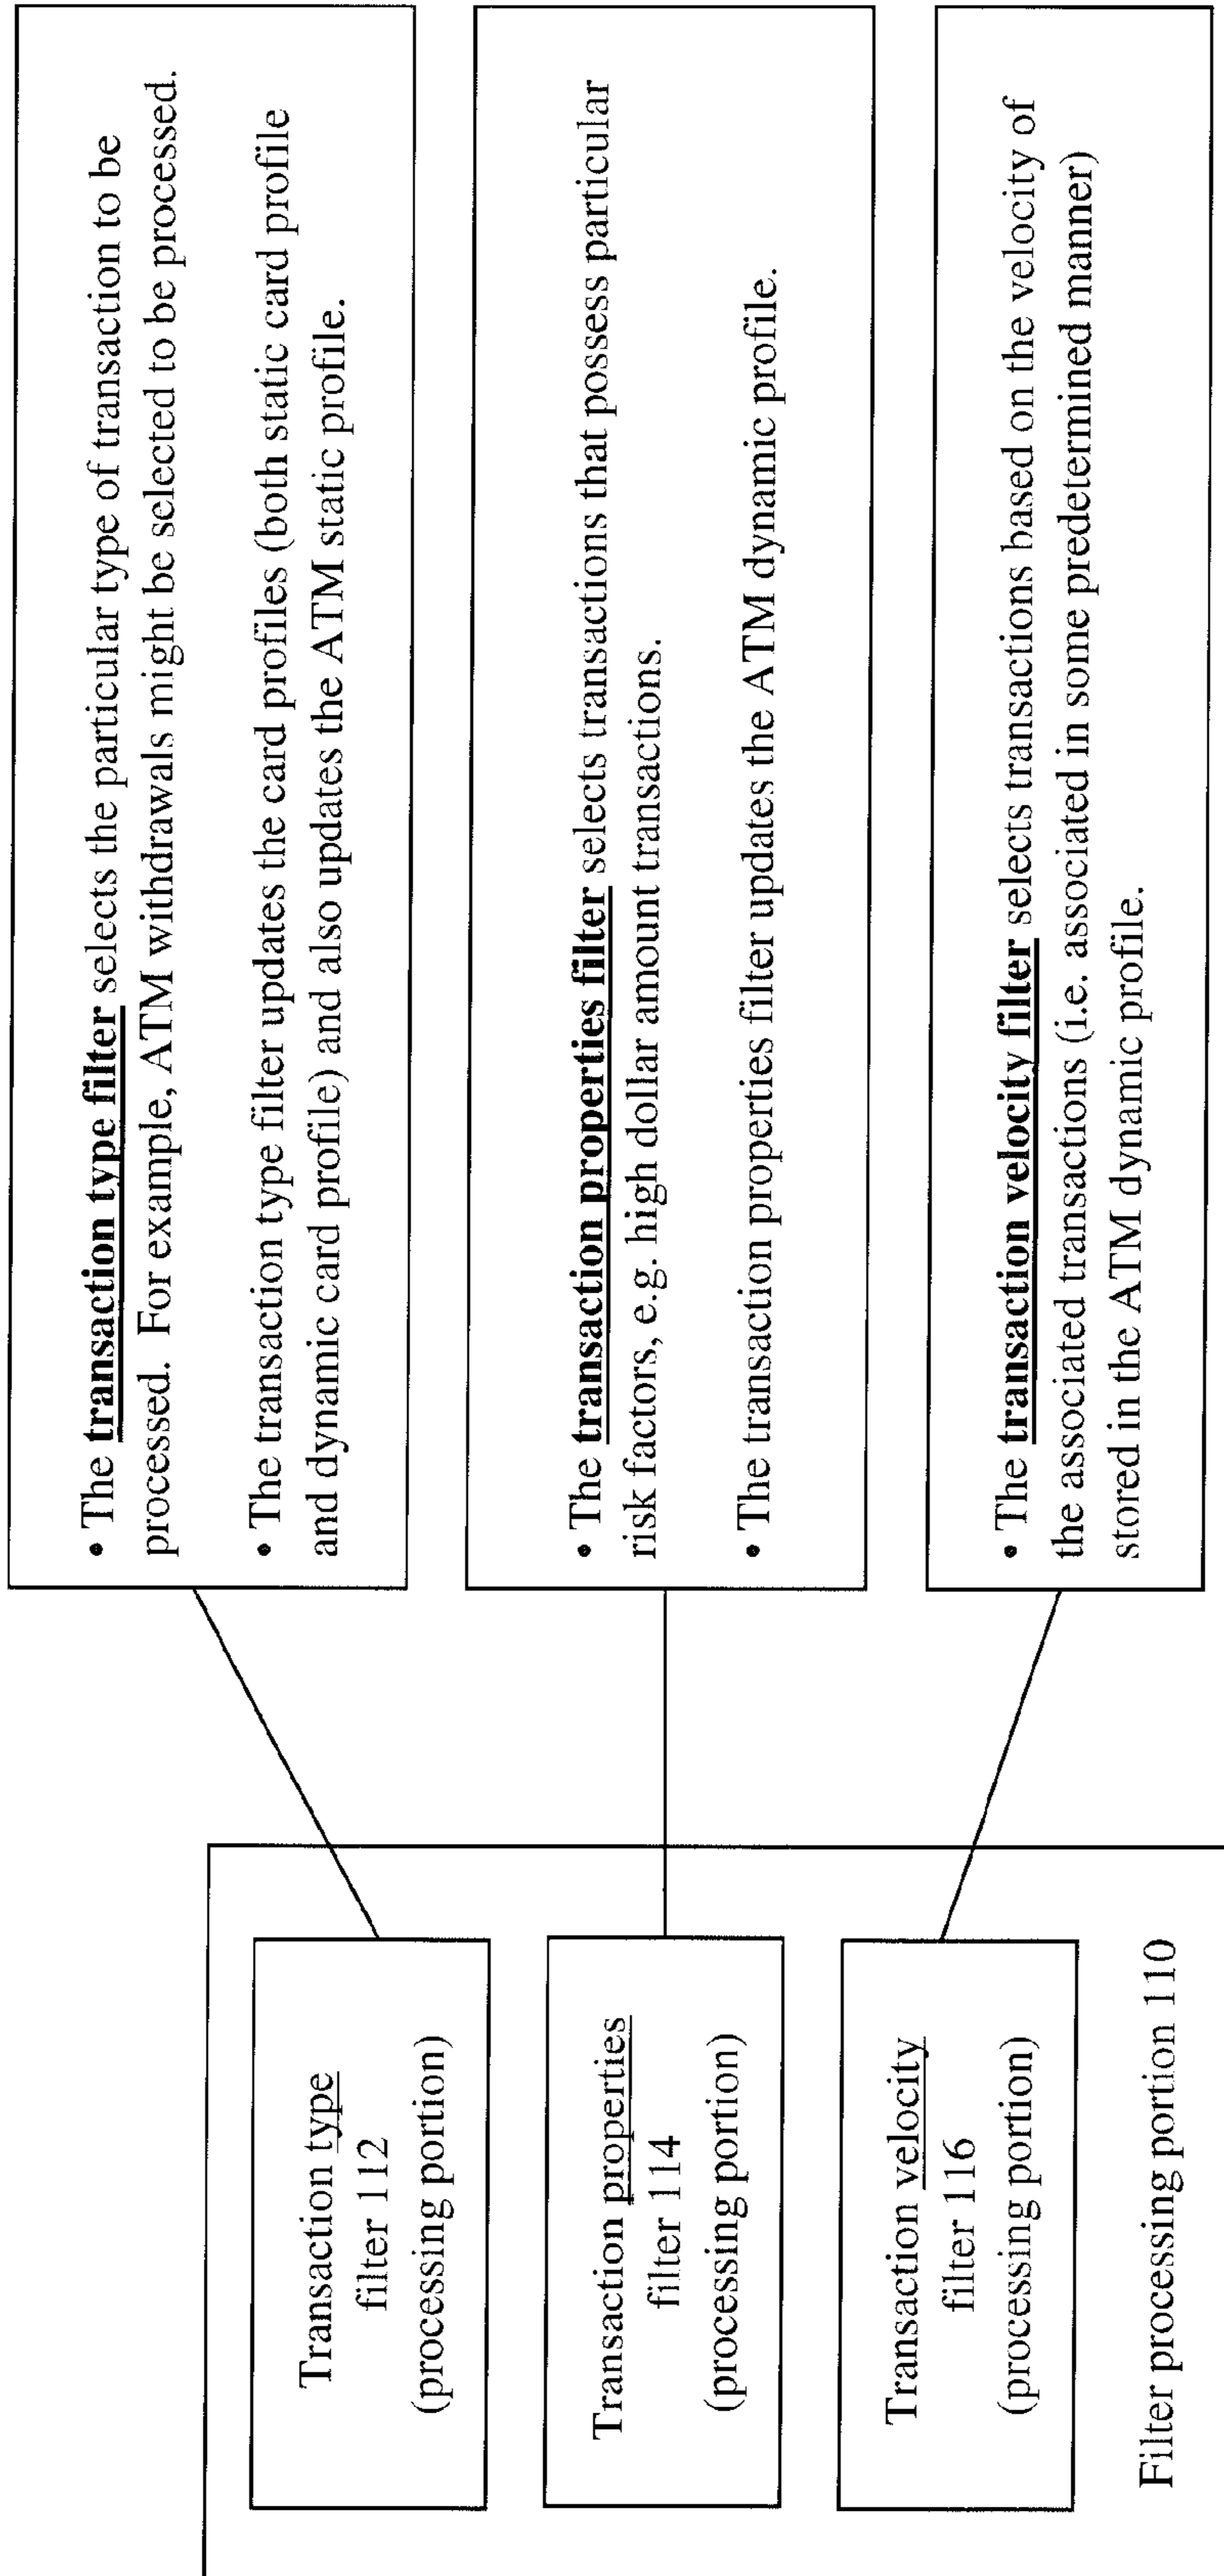 Transaction type
filter 112
(processing portion)
Transaction properties
filter 114
(processing portion)
Transaction velocity
filter 116
(processing portion)
Filter processing portion 110
• The transaction type filter selects the particular type of transaction to be
processed. For example, ATM withdrawals might be selected to be processed.
• The transaction type filter updates the card profiles (both static card profile
and dynamic card profile) and also updates the ATM static profile.
• The transaction properties filter selects transactions that possess particular
risk factors, e.g. high dollar amount transactions.
• The transaction properties filter updates the ATM dynamic profile.
• The transaction velocity filter selects transactions based on the velocity of
the associated transactions (i.e. associated in some predetermined manner)
stored in the ATM dynamic profile.